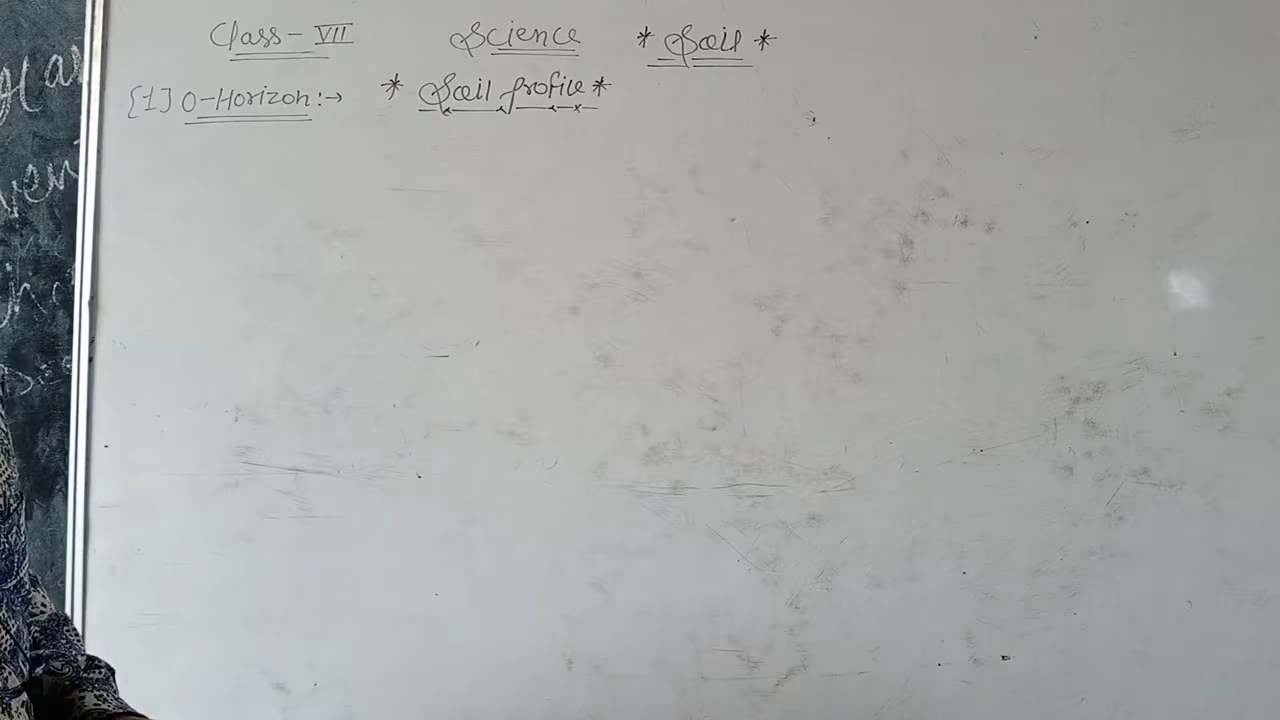 Class - VII Science * Soil *
* Soil profile *
[1] O-Horizon :→